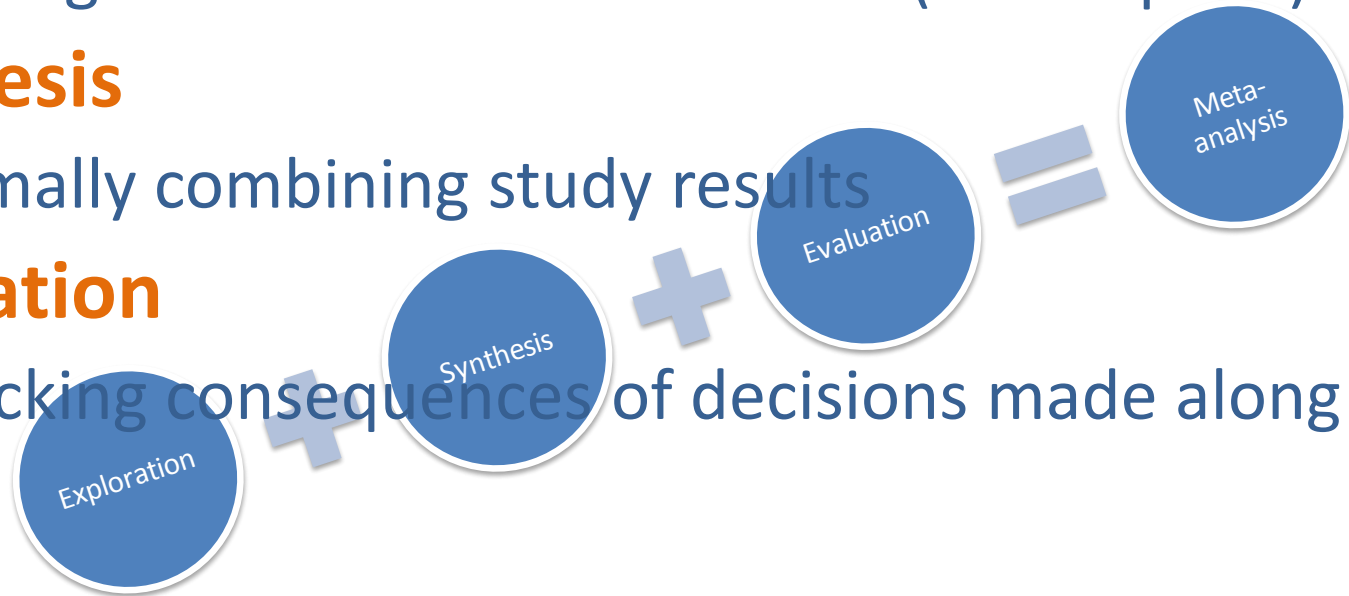 esis
mally combining study results
ation
cking consequences of decisions made along
Meta-
analysis
Evaluation
Synthesis
Exploration